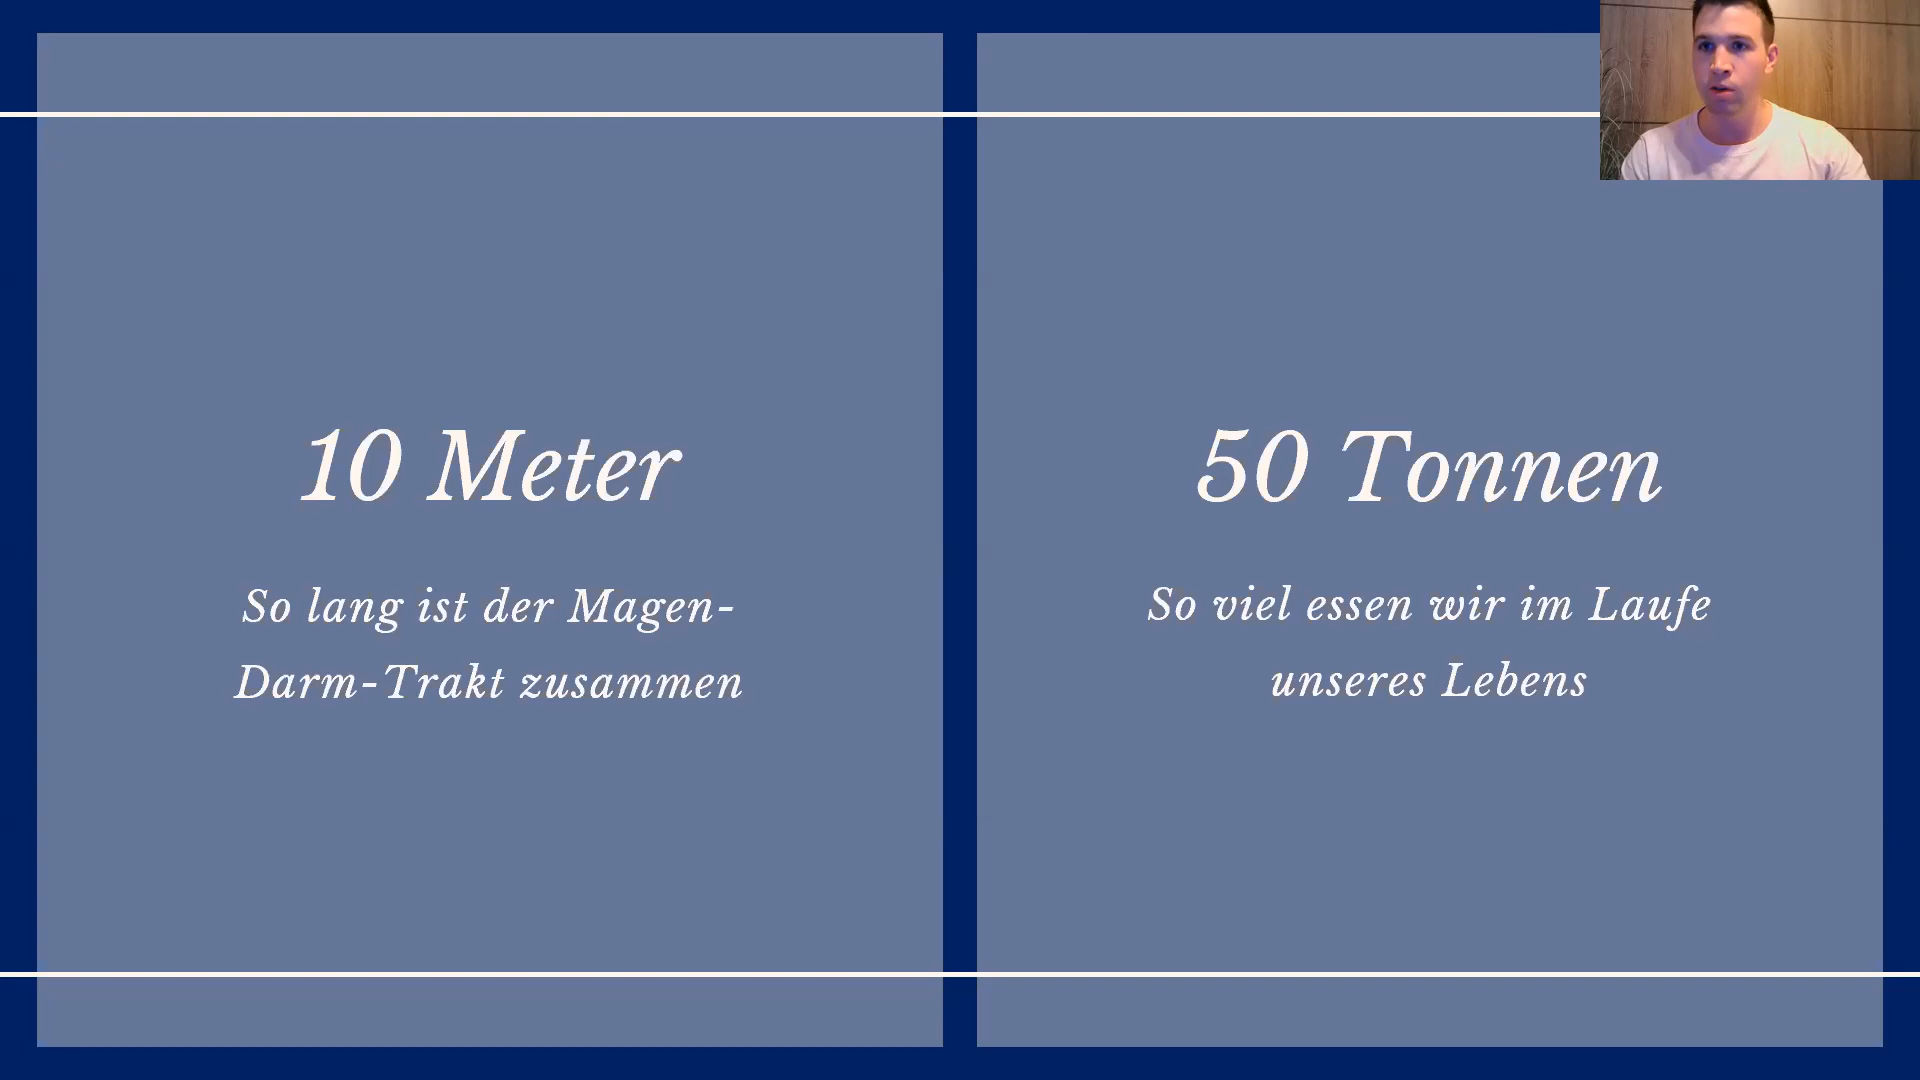 10 Meter
So lang ist der Magen-
Darm-Trakt zusammen
50 Tonnen
So viel essen wir im Laufe
unseres Lebens